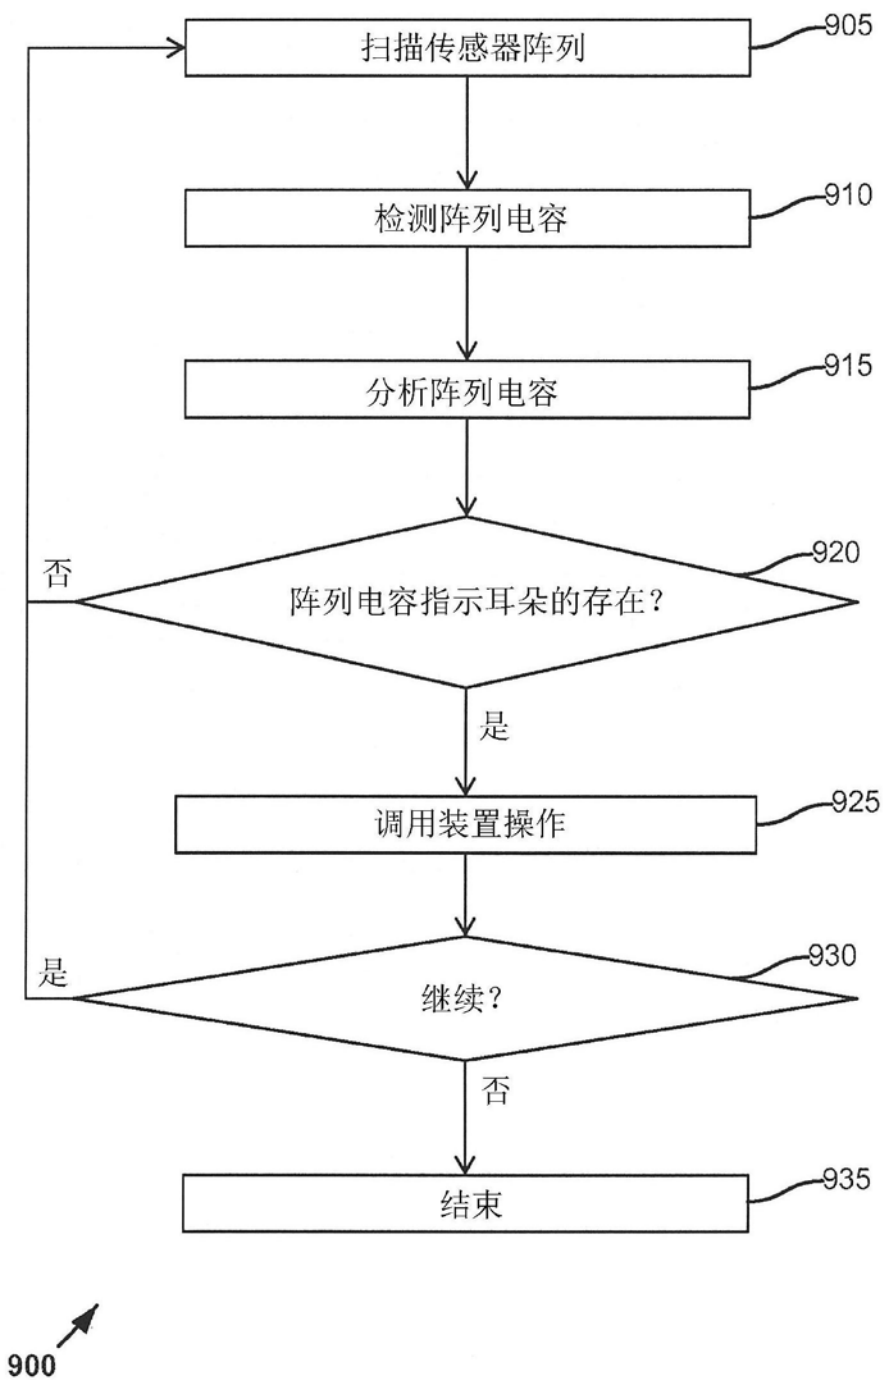 扫描传感器阵列
905
检测阵列电容
910
分析阵列电容
915
阵列电容指示耳朵的存在?
920
否
是
调用装置操作
925
继续?
930
是
否
结束
935
900